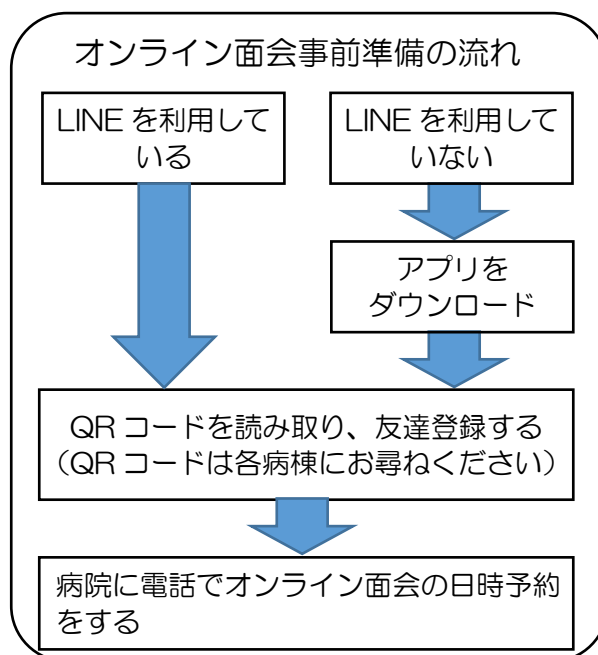 オンライン面会事前準備の流れ
LINE を利用して
いる
LINE を利用して
いない
アプリを
ダウンロード
QR コードを読み取り、友達登録する
（QR コードは各病棟にお尋ねください）
病院に電話でオンライン面会の日時予約
をする